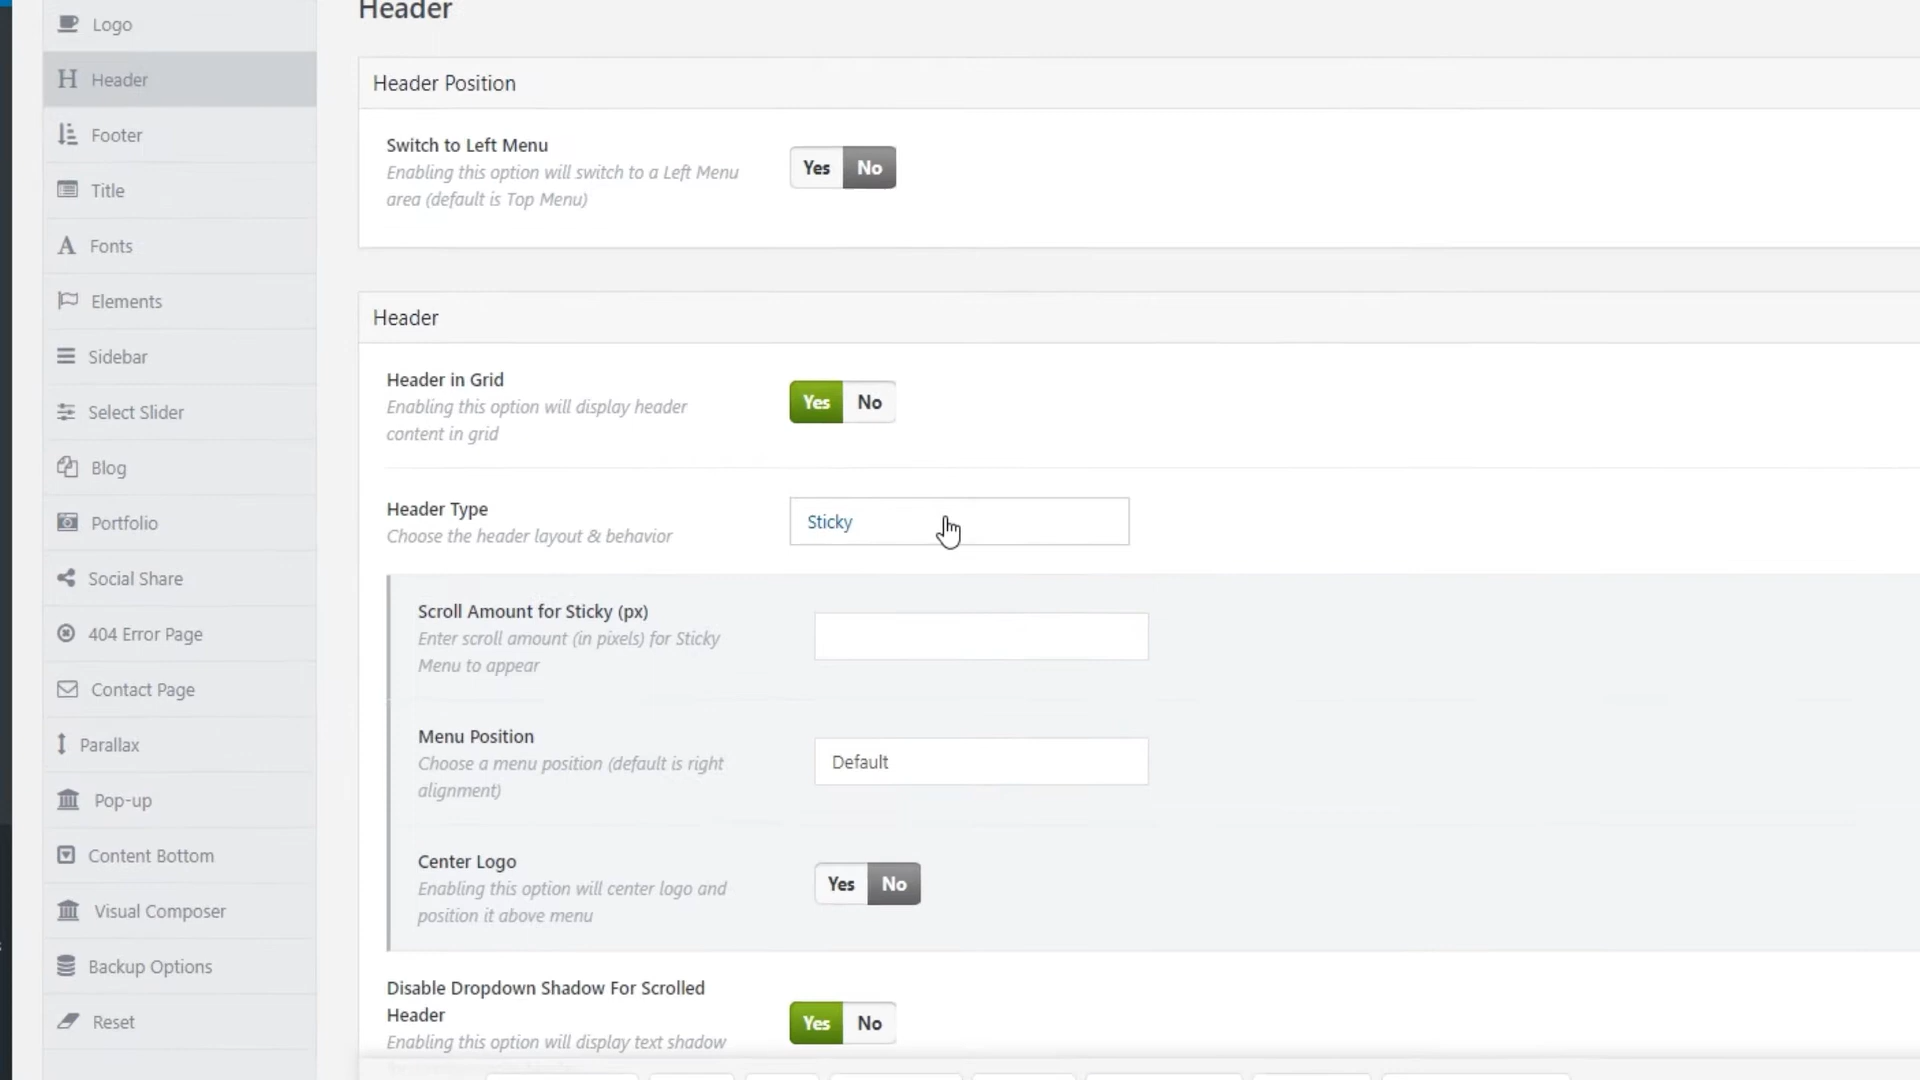 Header
Logo
Header
Footer
Title
Fonts
Elements
Sidebar
Select Slider
Blog
Portfolio
Social Share
404 Error Page
Contact Page
Parallax
Pop-up
Content Bottom
Visual Composer
Backup Options
Reset
Header Position
Switch to Left Menu
Enabling this option will switch to a Left Menu
area (default is Top Menu)
Yes No
Header
Header in Grid
Enabling this option will display header
content in grid
Yes No
Header Type
Choose the header layout & behavior
Sticky
Scroll Amount for Sticky (px)
Enter scroll amount (in pixels) for Sticky
Menu to appear
Menu Position
Choose a menu position (default is right
alignment)
Default
Center Logo
Enabling this option will center logo and
position it above menu
Yes No
Disable Dropdown Shadow For Scrolled
Header
Enabling this option will display text shadow
Yes No